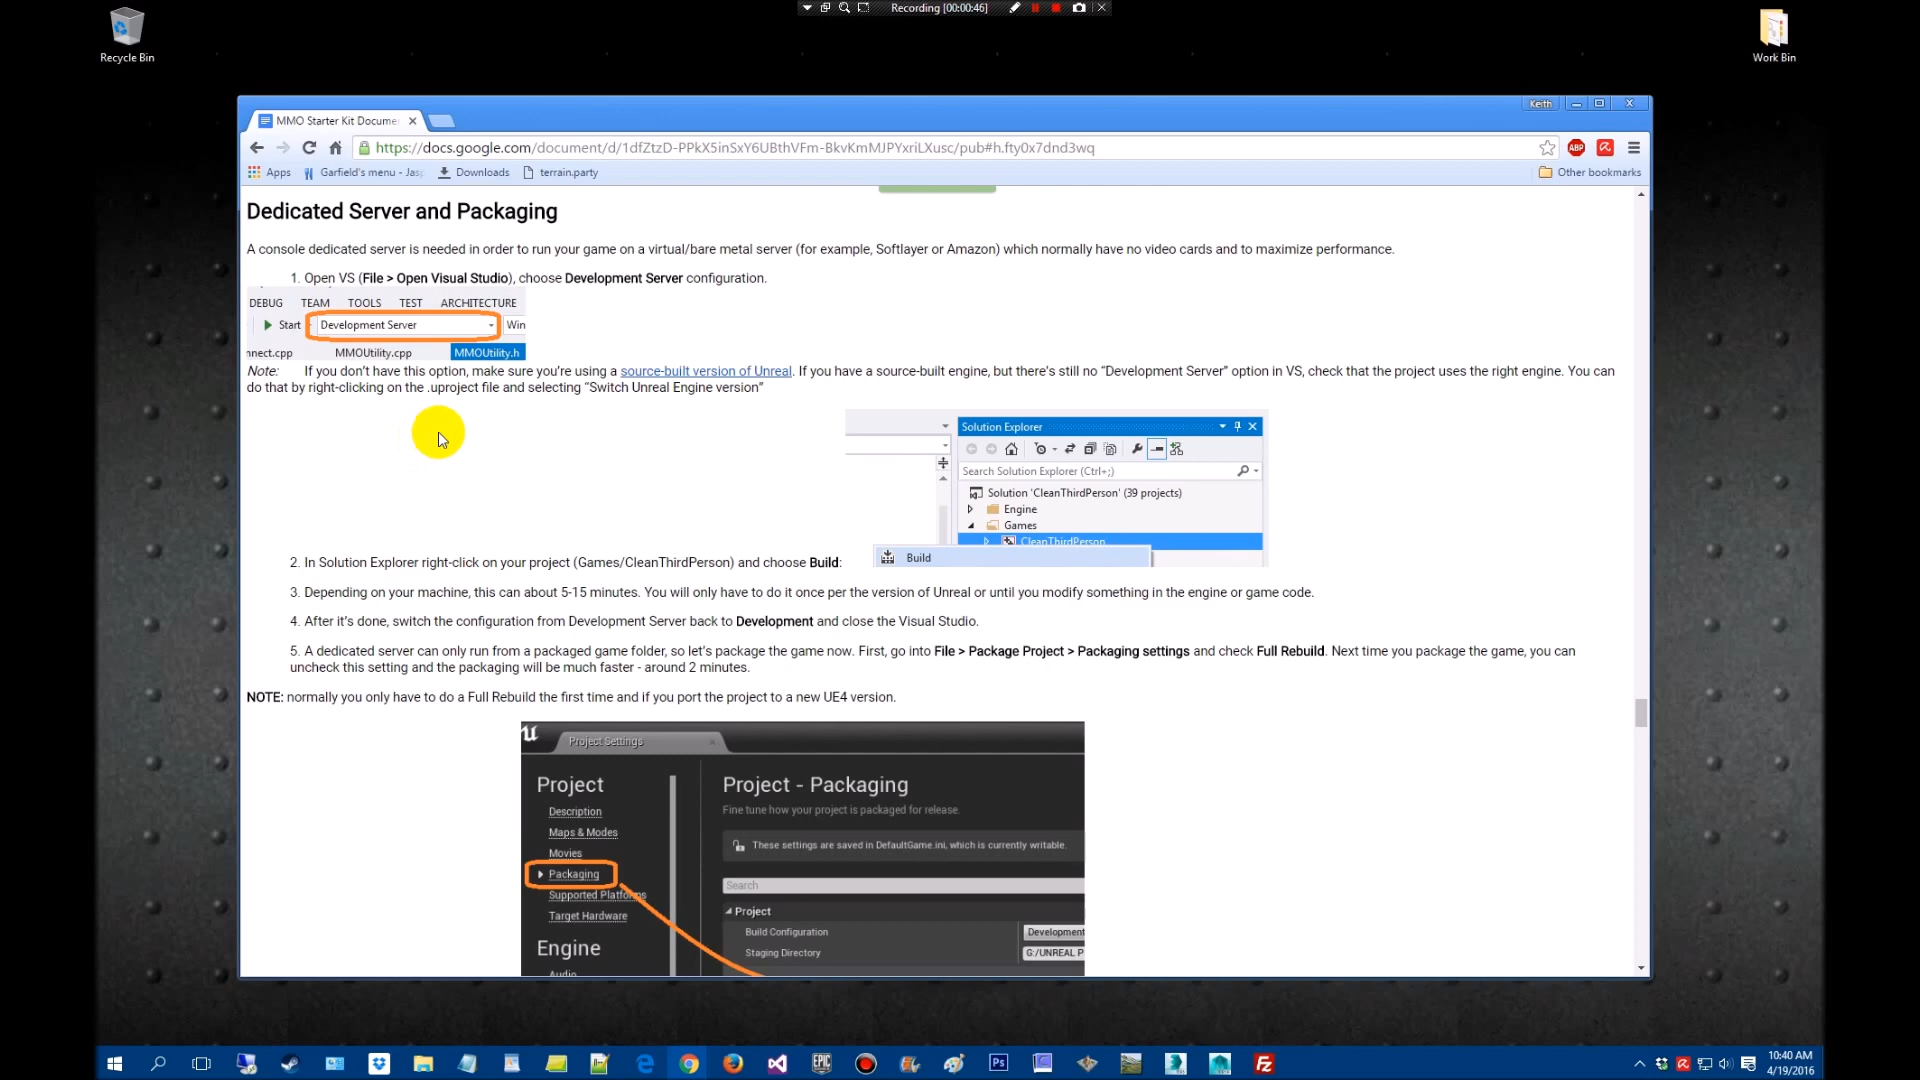 Recording [00:00:46]
Recycle Bin
Work Bin
Keith
MMO Starter Kit Docume
https://docs.google.com/document/d/1dfZtzD-PPkX5inSxY6UBthVFm-BkvKmMJPYxriLXusc/pub#h.fty0x7dnd3wq
ABP
Apps
Garfield's menu - Jasp
Downloads
terrain.party
Other bookmarks
Dedicated Server and Packaging
A console dedicated server is needed in order to run your game on a virtual/bare metal server (for example, Softlayer or Amazon) which normally have no video cards and to maximize performance.
1. Open VS (File > Open Visual Studio), choose Development Server configuration.
DEBUG TEAM TOOLS TEST ARCHITECTURE
Start Development Server Win
nnect.cpp MMOUtility.cpp MMOUtility.h
Note: If you don't have this option, make sure you're using a source-built version of Unreal. If you have a source-built engine, but there's still no “Development Server” option in VS, check that the project uses the right engine. You can
do that by right-clicking on the .uproject file and selecting “Switch Unreal Engine version”
Solution Explorer
Search Solution Explorer (Ctrl+;)
Solution 'CleanThirdPerson' (39 projects)
Engine
Games
CleanThirdPerson
Build
2. In Solution Explorer right-click on your project (Games/CleanThirdPerson) and choose Build:
3. Depending on your machine, this can about 5-15 minutes. You will only have to do it once per the version of Unreal or until you modify something in the engine or game code.
4. After it's done, switch the configuration from Development Server back to Development and close the Visual Studio.
5. A dedicated server can only run from a packaged game folder, so let's package the game now. First, go into File > Package Project > Packaging settings and check Full Rebuild. Next time you package the game, you can
uncheck this setting and the packaging will be much faster - around 2 minutes.
NOTE: normally you only have to do a Full Rebuild the first time and if you port the project to a new UE4 version.
Project Settings
Project
Description
Maps & Modes
Movies
Packaging
Supported Platforms
Target Hardware
Engine
Audio
Project - Packaging
Fine tune how your project is packaged for release.
These settings are saved in DefaultGame.ini, which is currently writable.
Search
Project
Build Configuration Development
Staging Directory G:/UNREAL P
EPIC
Ps
Fz
10:40 AM
4/19/2016